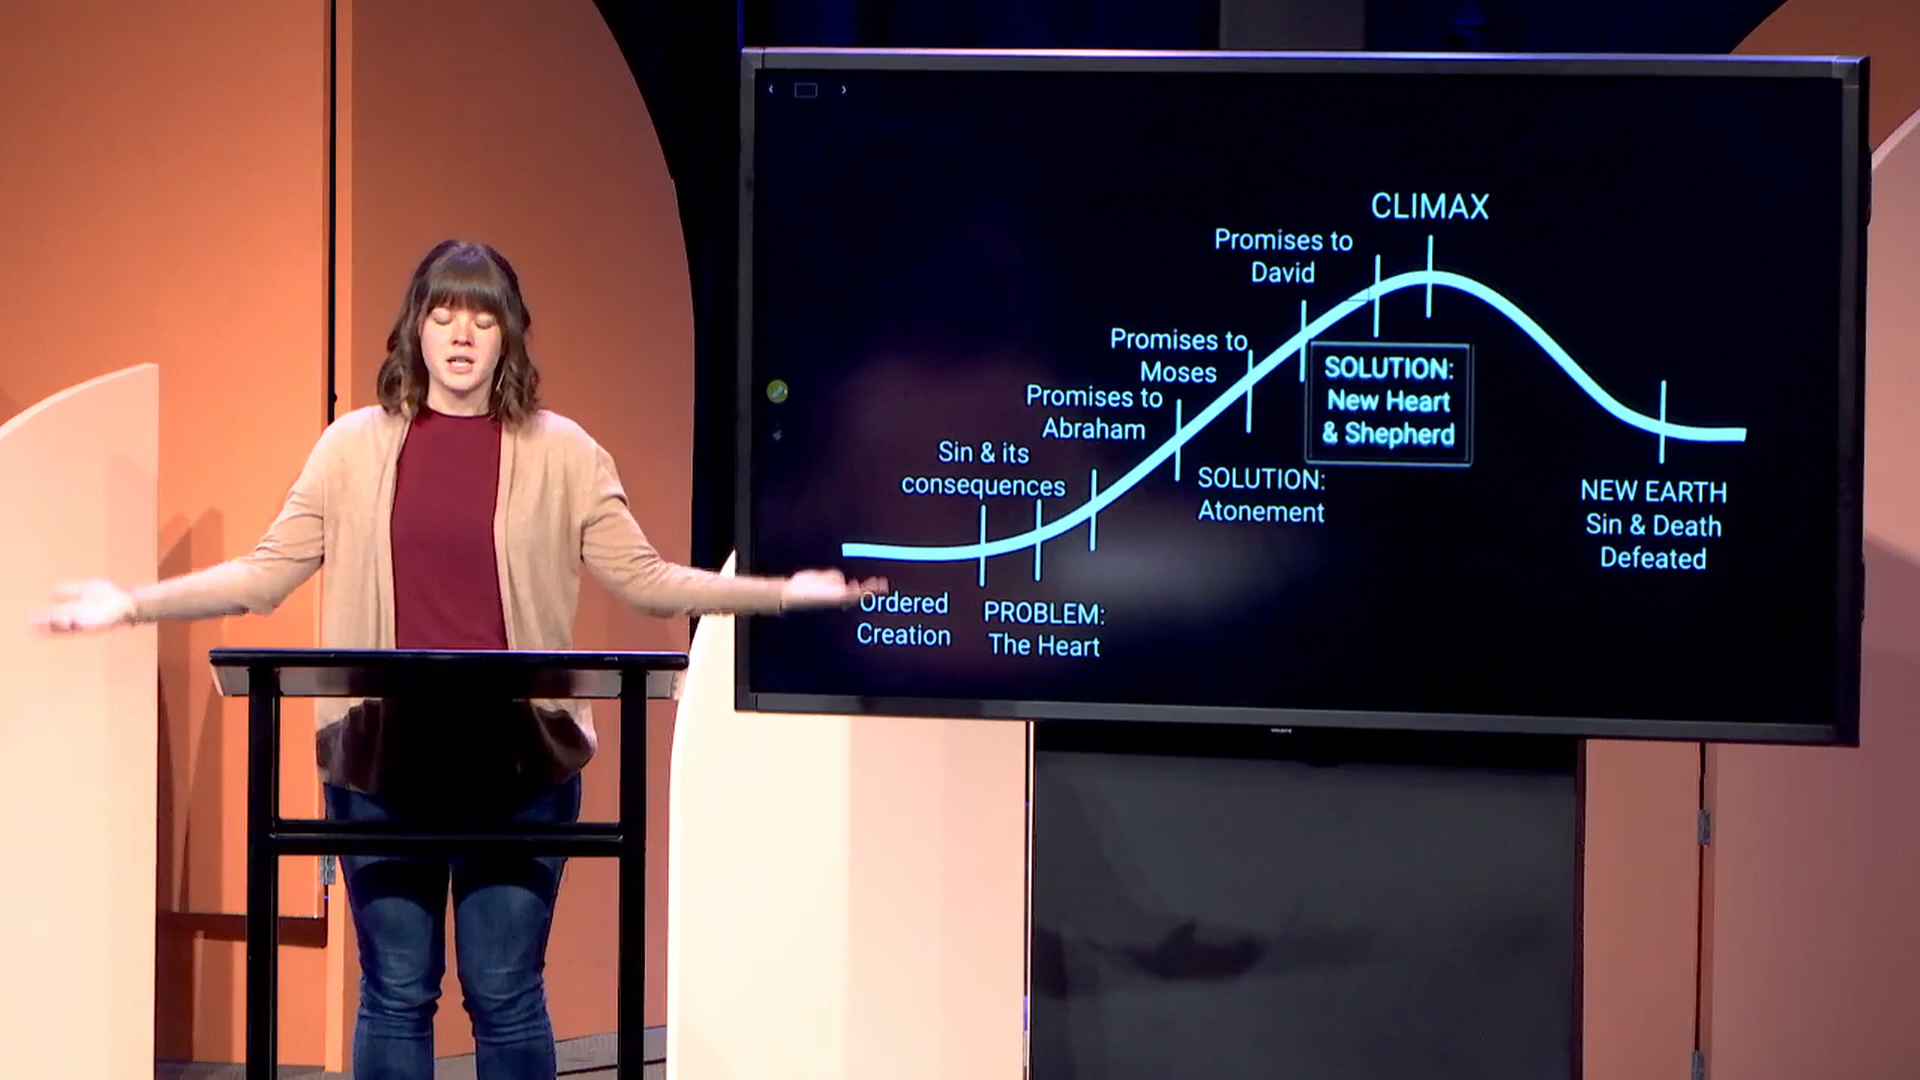 CLIMAX
Promises to
David
Promises to
Moses
SOLUTION:
New Heart
& Shepherd
Promises to
Abraham
Sin & its
consequences
SOLUTION:
Atonement
NEW EARTH
Sin & Death
Defeated
Ordered
Creation
PROBLEM:
The Heart